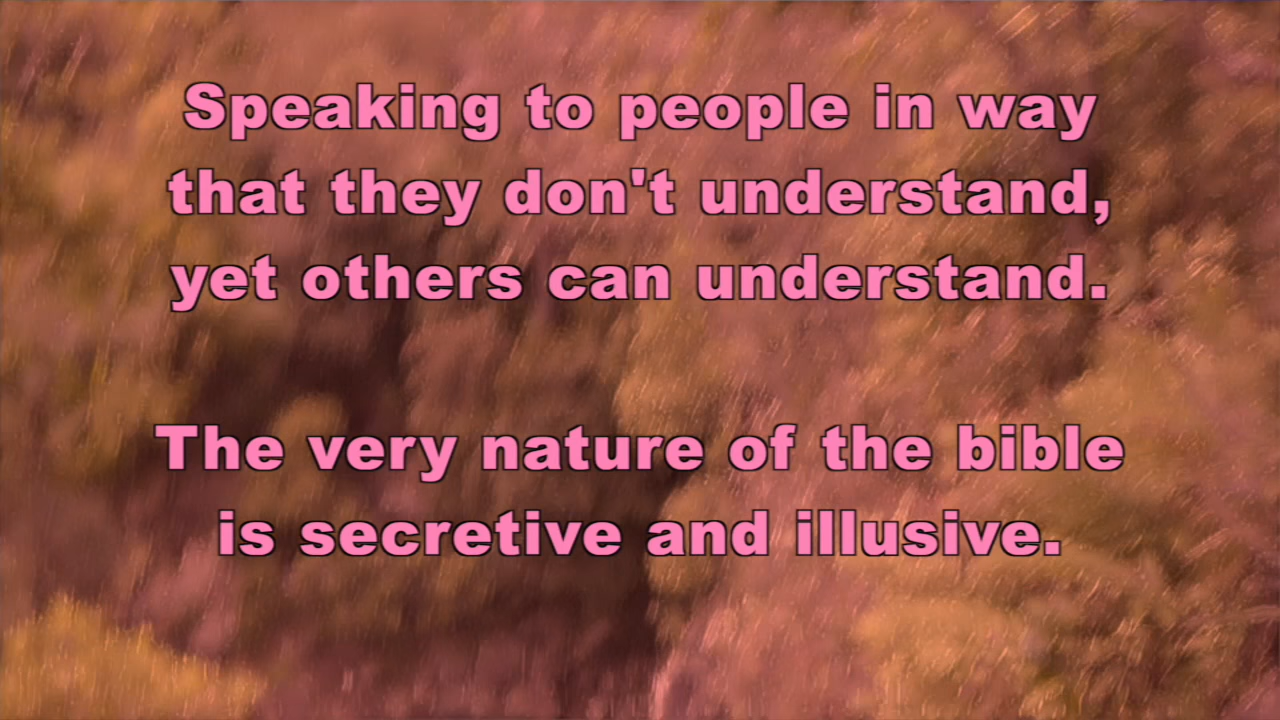 Speaking to people in way
that they don't understand,
yet others can understand.
The very nature of the bible
is secretive and illusive.